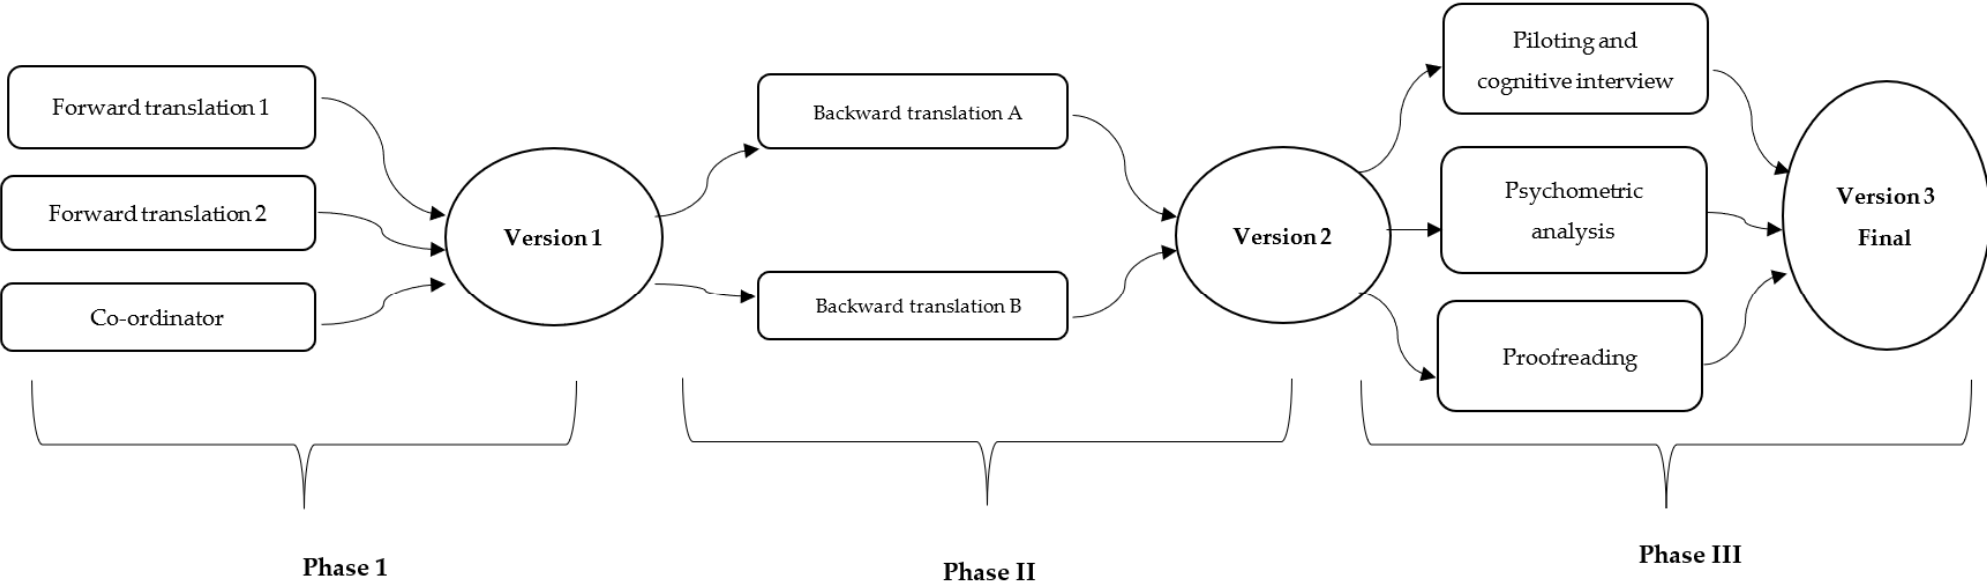 Forward translation 1
Forward translation 2
Co-ordinator
Version 1
Backward translation A
Backward translation B
Version 2
Piloting and
cognitive interview
Psychometric
analysis
Proofreading
Version 3
Final
Phase 1
Phase II
Phase III